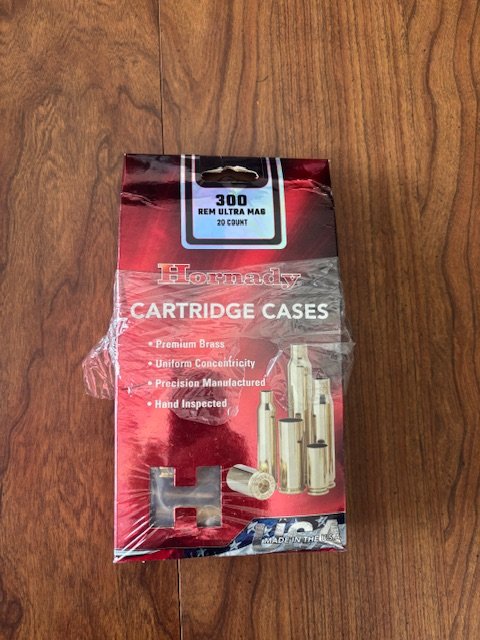 300
REM ULTRA MAG
20 COUNT
Hornady
CARTRIDGE CASES
• Premium Brass
• Uniform Concentricity
• Precision Manufactured
• Hand Inspected
H
USA
MADE IN THE U.S.A.